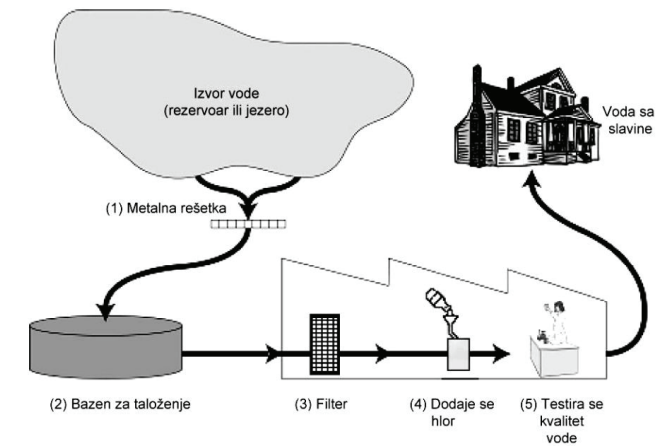 Izvor vode
(rezervoar ili jezero)
Voda sa
slavine
(1) Metalna rešetka
(2) Bazen za taloženje
(3) Filter
(4) Dodaje se
hlor
(5) Testira se
kvalitet
vode